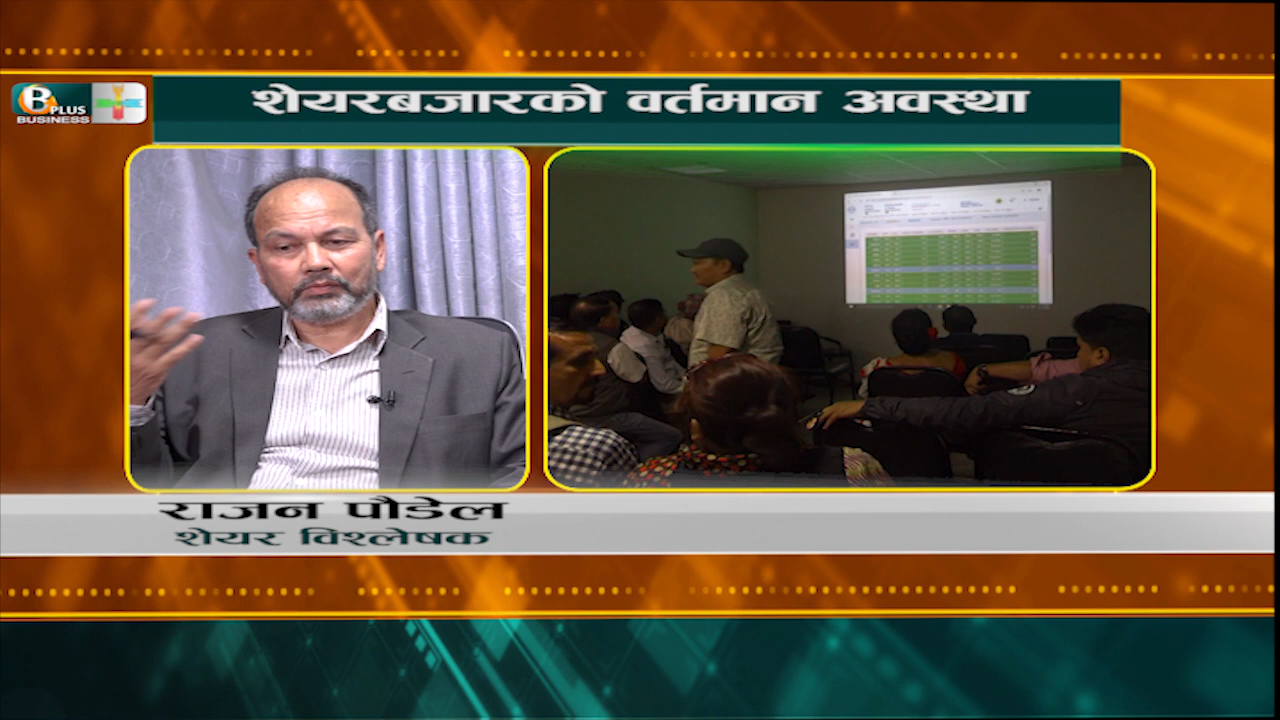 शेयरबजारको वर्तमान अवस्था
B PLUS
BUSINESS
राजन पौडेल
शेयर विश्लेषक